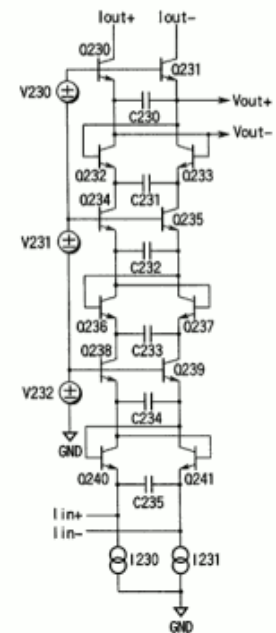 Iout+ Iout-
Q230 Q231
V230
C230
Vout+
Vout-
Q232 Q233
C231
Q234 Q235
V231
C232
Q236 Q237
C233
Q238 Q239
V232
C234
GND
Q240 Q241
C235
Iin+
Iin-
I230 I231
GND